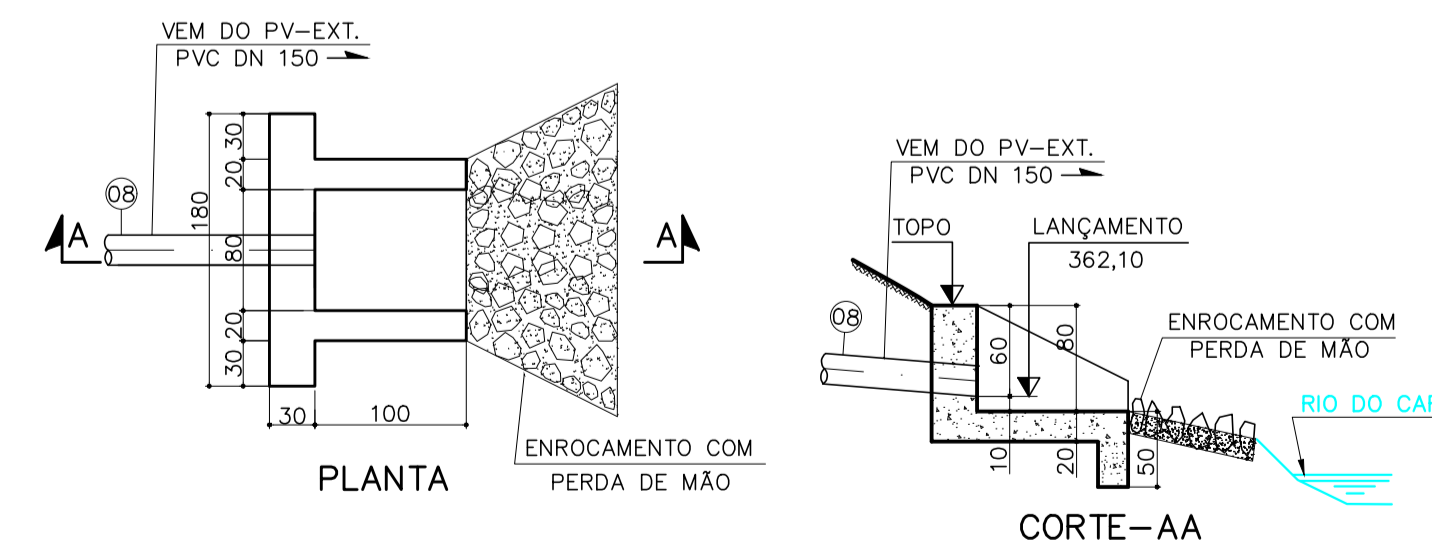 VEM DO PV-EXT.
PVC DN 150
30
20
08
180
A
A
80
20
30
30
100
ENROCAMENTO COM
PERDA DE MÃO
PLANTA
VEM DO PV-EXT.
PVC DN 150
TOPO
LANÇAMENTO
362,10
08
60
80
ENROCAMENTO COM
PERDA DE MÃO
RIO DO
10
20
50
CORTE-AA